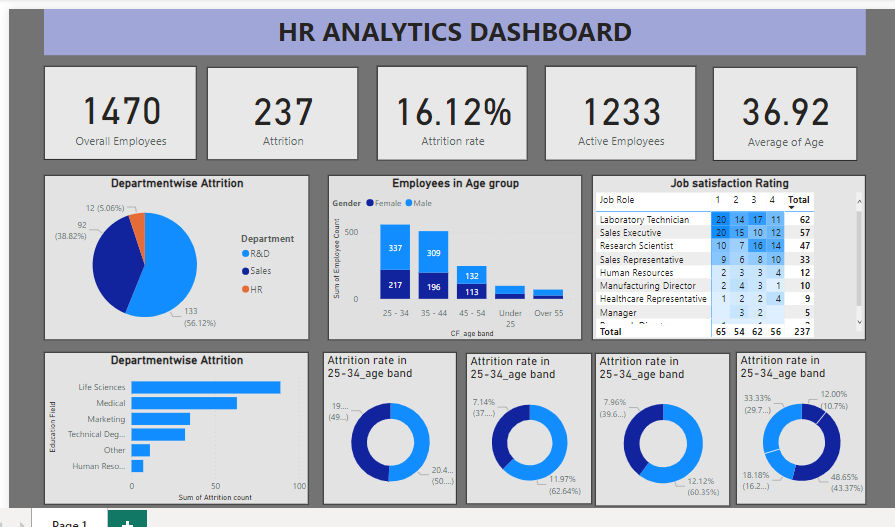 HR ANALYTICS DASHBOARD
1470
Overall Employees
237
Attrition
16.12%
Attrition rate
1233
Active Employees
36.92
Average of Age
Departmentwise Attrition
12 (5.06%)
92
(38.82%)
133
(56.12%)
Department
R&D
Sales
HR
Employees in Age group
Gender Female Male
Sum of Employee Count
500
0
337
217
309
196
132
113
25 - 34 35 - 44 45 - 54 Under 25 Over 55
CF_age band
Job satisfaction Rating
Job Role 1 2 3 4 Total
Laboratory Technician 20 14 17 11 62
Sales Executive 20 15 10 12 57
Research Scientist 10 7 16 14 47
Sales Representative 9 6 8 10 33
Human Resources 2 3 3 4 12
Manufacturing Director 2 4 3 1 10
Healthcare Representative 1 2 2 4 9
Manager 3 2 5
Total 65 54 62 56 237
Departmentwise Attrition
Education Field
Life Sciences
Medical
Marketing
Technical Deg...
Other
Human Reso...
0 50 100
Sum of Attrition count
Attrition rate in
25-34_age band
19....
(49...)
20.4...
(50....)
Attrition rate in
25-34_age band
7.14%
(37....)
11.97%
(62.64%)
Attrition rate in
25-34_age band
7.96%
(39.6...)
12.12%
(60.35%)
Attrition rate in
25-34_age band
33.33%
(29.7...)
12.00%
(10.7%)
18.18%
(16.2...)
48.65%
(43.37%)
Page 1
+